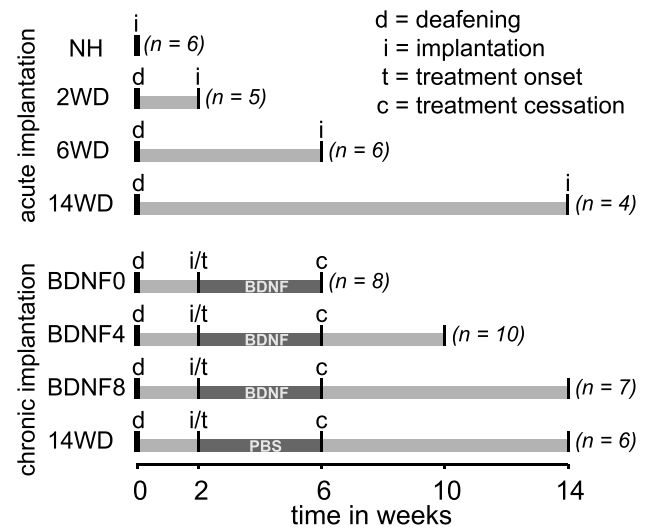 d = deafening
i = implantation
t = treatment onset
c = treatment cessation
acute implantation
i
NH (n = 6)
d i
2WD (n = 5)
d i
6WD (n = 6)
d i
14WD (n = 4)
chronic implantation
d i/t c
BDNF0 BDNF (n = 8)
d i/t c
BDNF4 BDNF (n = 10)
d i/t c
BDNF8 BDNF (n = 7)
d i/t c
14WD PBS (n = 6)
0 2 6 10 14
time in weeks